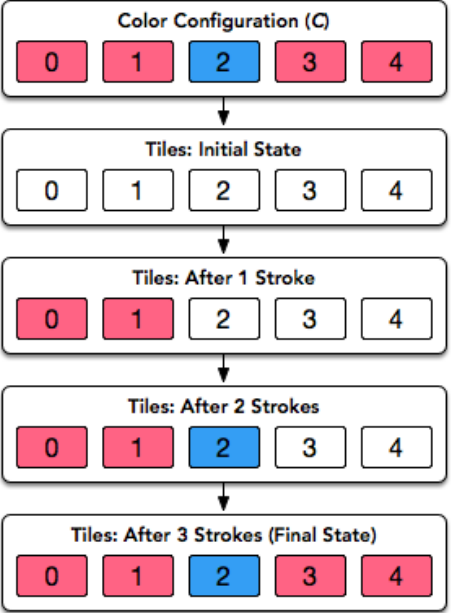 Color Configuration (C)
0 1 2 3 4
Tiles: Initial State
0 1 2 3 4
Tiles: After 1 Stroke
0 1 2 3 4
Tiles: After 2 Strokes
0 1 2 3 4
Tiles: After 3 Strokes (Final State)
0 1 2 3 4